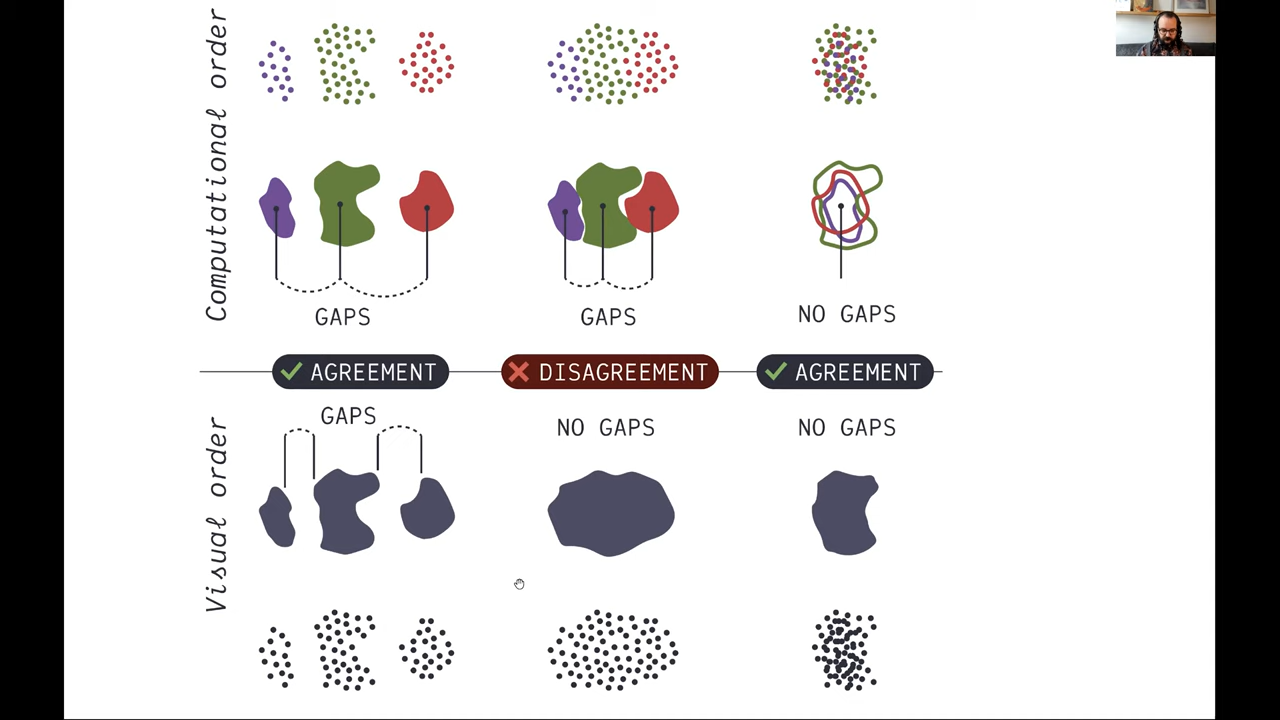 Computational order
GAPS
GAPS
NO GAPS
AGREEMENT
DISAGREEMENT
AGREEMENT
Visual order
GAPS
NO GAPS
NO GAPS